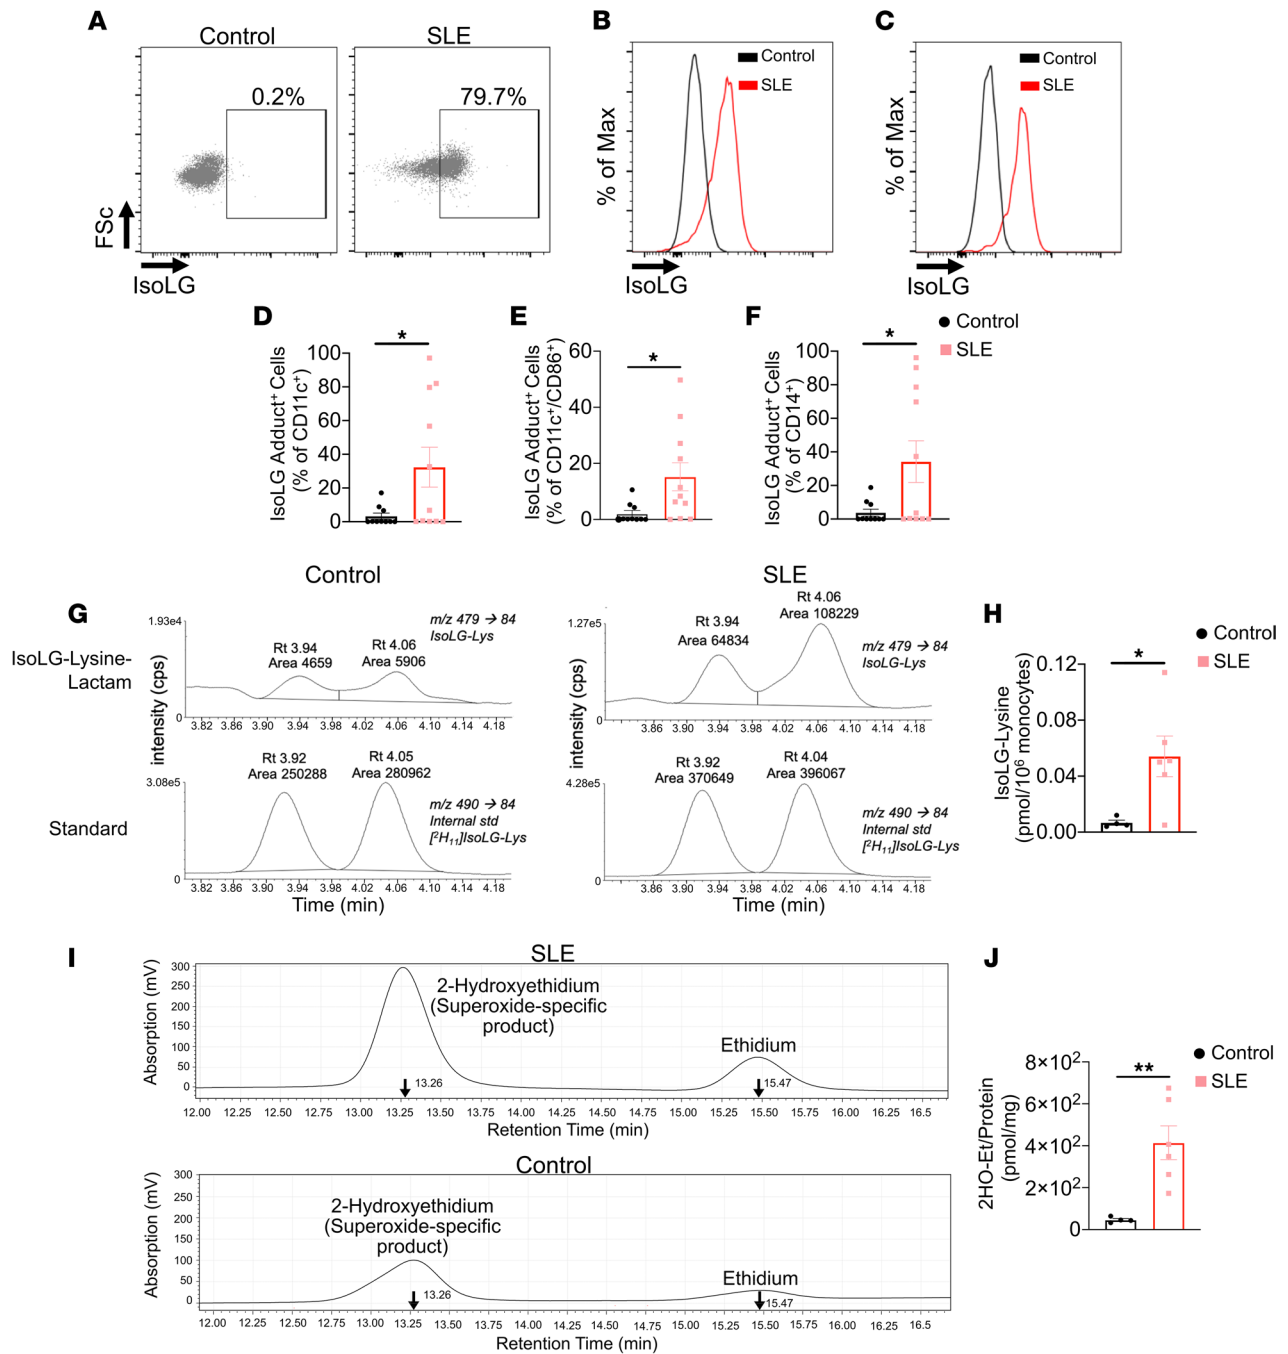 A
Control
SLE
0.2%
79.7%
FSc
IsoLG
B
Control
SLE
% of Max
IsoLG
C
Control
SLE
% of Max
IsoLG
D
*
IsoLG Adduct⁺ Cells
(% of CD11c⁺)
100
80
60
40
20
0
E
*
IsoLG Adduct⁺ Cells
(% of CD11c⁺/CD86⁺)
60
40
20
0
F
*
Control
SLE
IsoLG Adduct⁺ Cells
(% of CD14⁺)
100
80
60
40
20
0
G
Control
SLE
IsoLG-Lysine-
Lactam
intensity (cps)
1.93e4
0
Rt 3.94
Area 4659
Rt 4.06
Area 5906
m/z 479 → 84
IsoLG-Lys
3.82 3.86 3.90 3.94 3.98 4.02 4.06 4.10 4.14 4.18
intensity (cps)
1.27e5
0
Rt 3.94
Area 64834
Rt 4.06
Area 108229
m/z 479 → 84
IsoLG-Lys
3.86 3.90 3.94 3.98 4.02 4.06 4.10 4.14 4.18
Standard
3.08e5
0
Rt 3.92
Area 250288
Rt 4.05
Area 280962
m/z 490 → 84
Internal std
[²H₁₁]IsoLG-Lys
3.82 3.86 3.90 3.94 3.98 4.02 4.06 4.10 4.14 4.18
Time (min)
4.28e5
0
Rt 3.92
Area 370649
Rt 4.04
Area 396067
m/z 490 → 84
Internal std
[²H₁₁]IsoLG-Lys
3.86 3.90 3.94 3.98 4.02 4.06 4.10 4.14 4.18
Time (min)
H
Control
SLE
*
IsoLG-Lysine
(pmol/10⁶ monocytes)
0.12
0.08
0.04
0.00
I
SLE
Absorption (mV)
300
250
200
150
100
50
0
2-Hydroxyethidium
(Superoxide-specific
product)
Ethidium
13.26
15.47
12.00 12.25 12.50 12.75 13.00 13.25 13.50 13.75 14.00 14.25 14.50 14.75 15.00 15.25 15.50 15.75 16.00 16.25 16.5
Retention Time (min)
Control
Absorption (mV)
300
250
200
150
100
50
0
2-Hydroxyethidium
(Superoxide-specific
product)
Ethidium
13.26
15.47
12.00 12.25 12.50 12.75 13.00 13.25 13.50 13.75 14.00 14.25 14.50 14.75 15.00 15.25 15.50 15.75 16.00 16.25 16.5
Retention Time (min)
J
Control
SLE
**
2HO-Et/Protein
(pmol/mg)
8×10²
6×10²
4×10²
2×10²
0